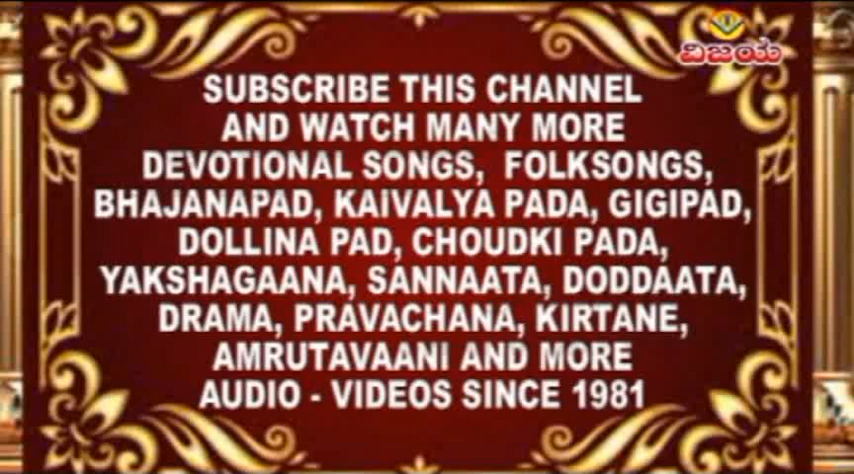 ವಿಜಯ
SUBSCRIBE THIS CHANNEL
AND WATCH MANY MORE
DEVOTIONAL SONGS, FOLKSONGS,
BHAJANAPAD, KAIVALYA PADA, GIGIPAD,
DOLLINA PAD, CHOUDKI PADA,
YAKSHAGAANA, SANNAATA, DODDAATA,
DRAMA, PRAVACHANA, KIRTANE,
AMRUTAVAANI AND MORE
AUDIO - VIDEOS SINCE 1981